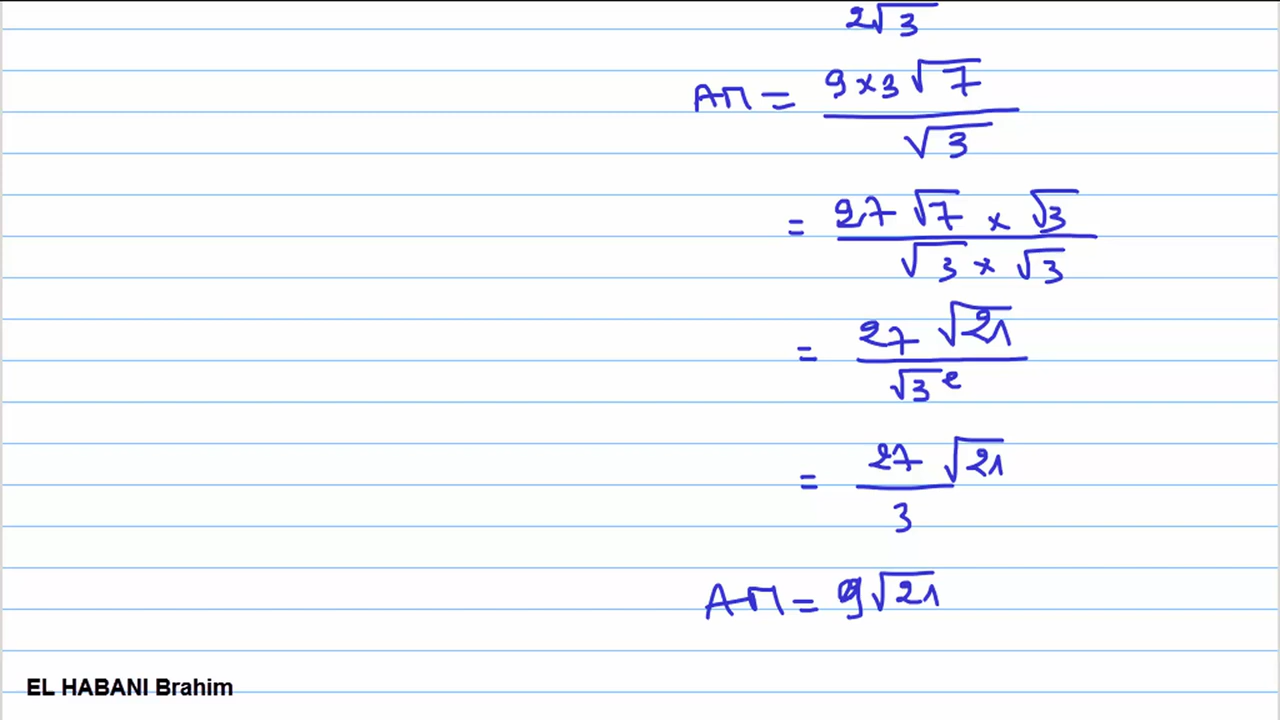 2√3
AM = 9×3√7 / √3
= 27√7 × √3 / √3 × √3
= 27√21 / √3²
= 27√21 / 3
AM = 9√21
EL HABANI Brahim